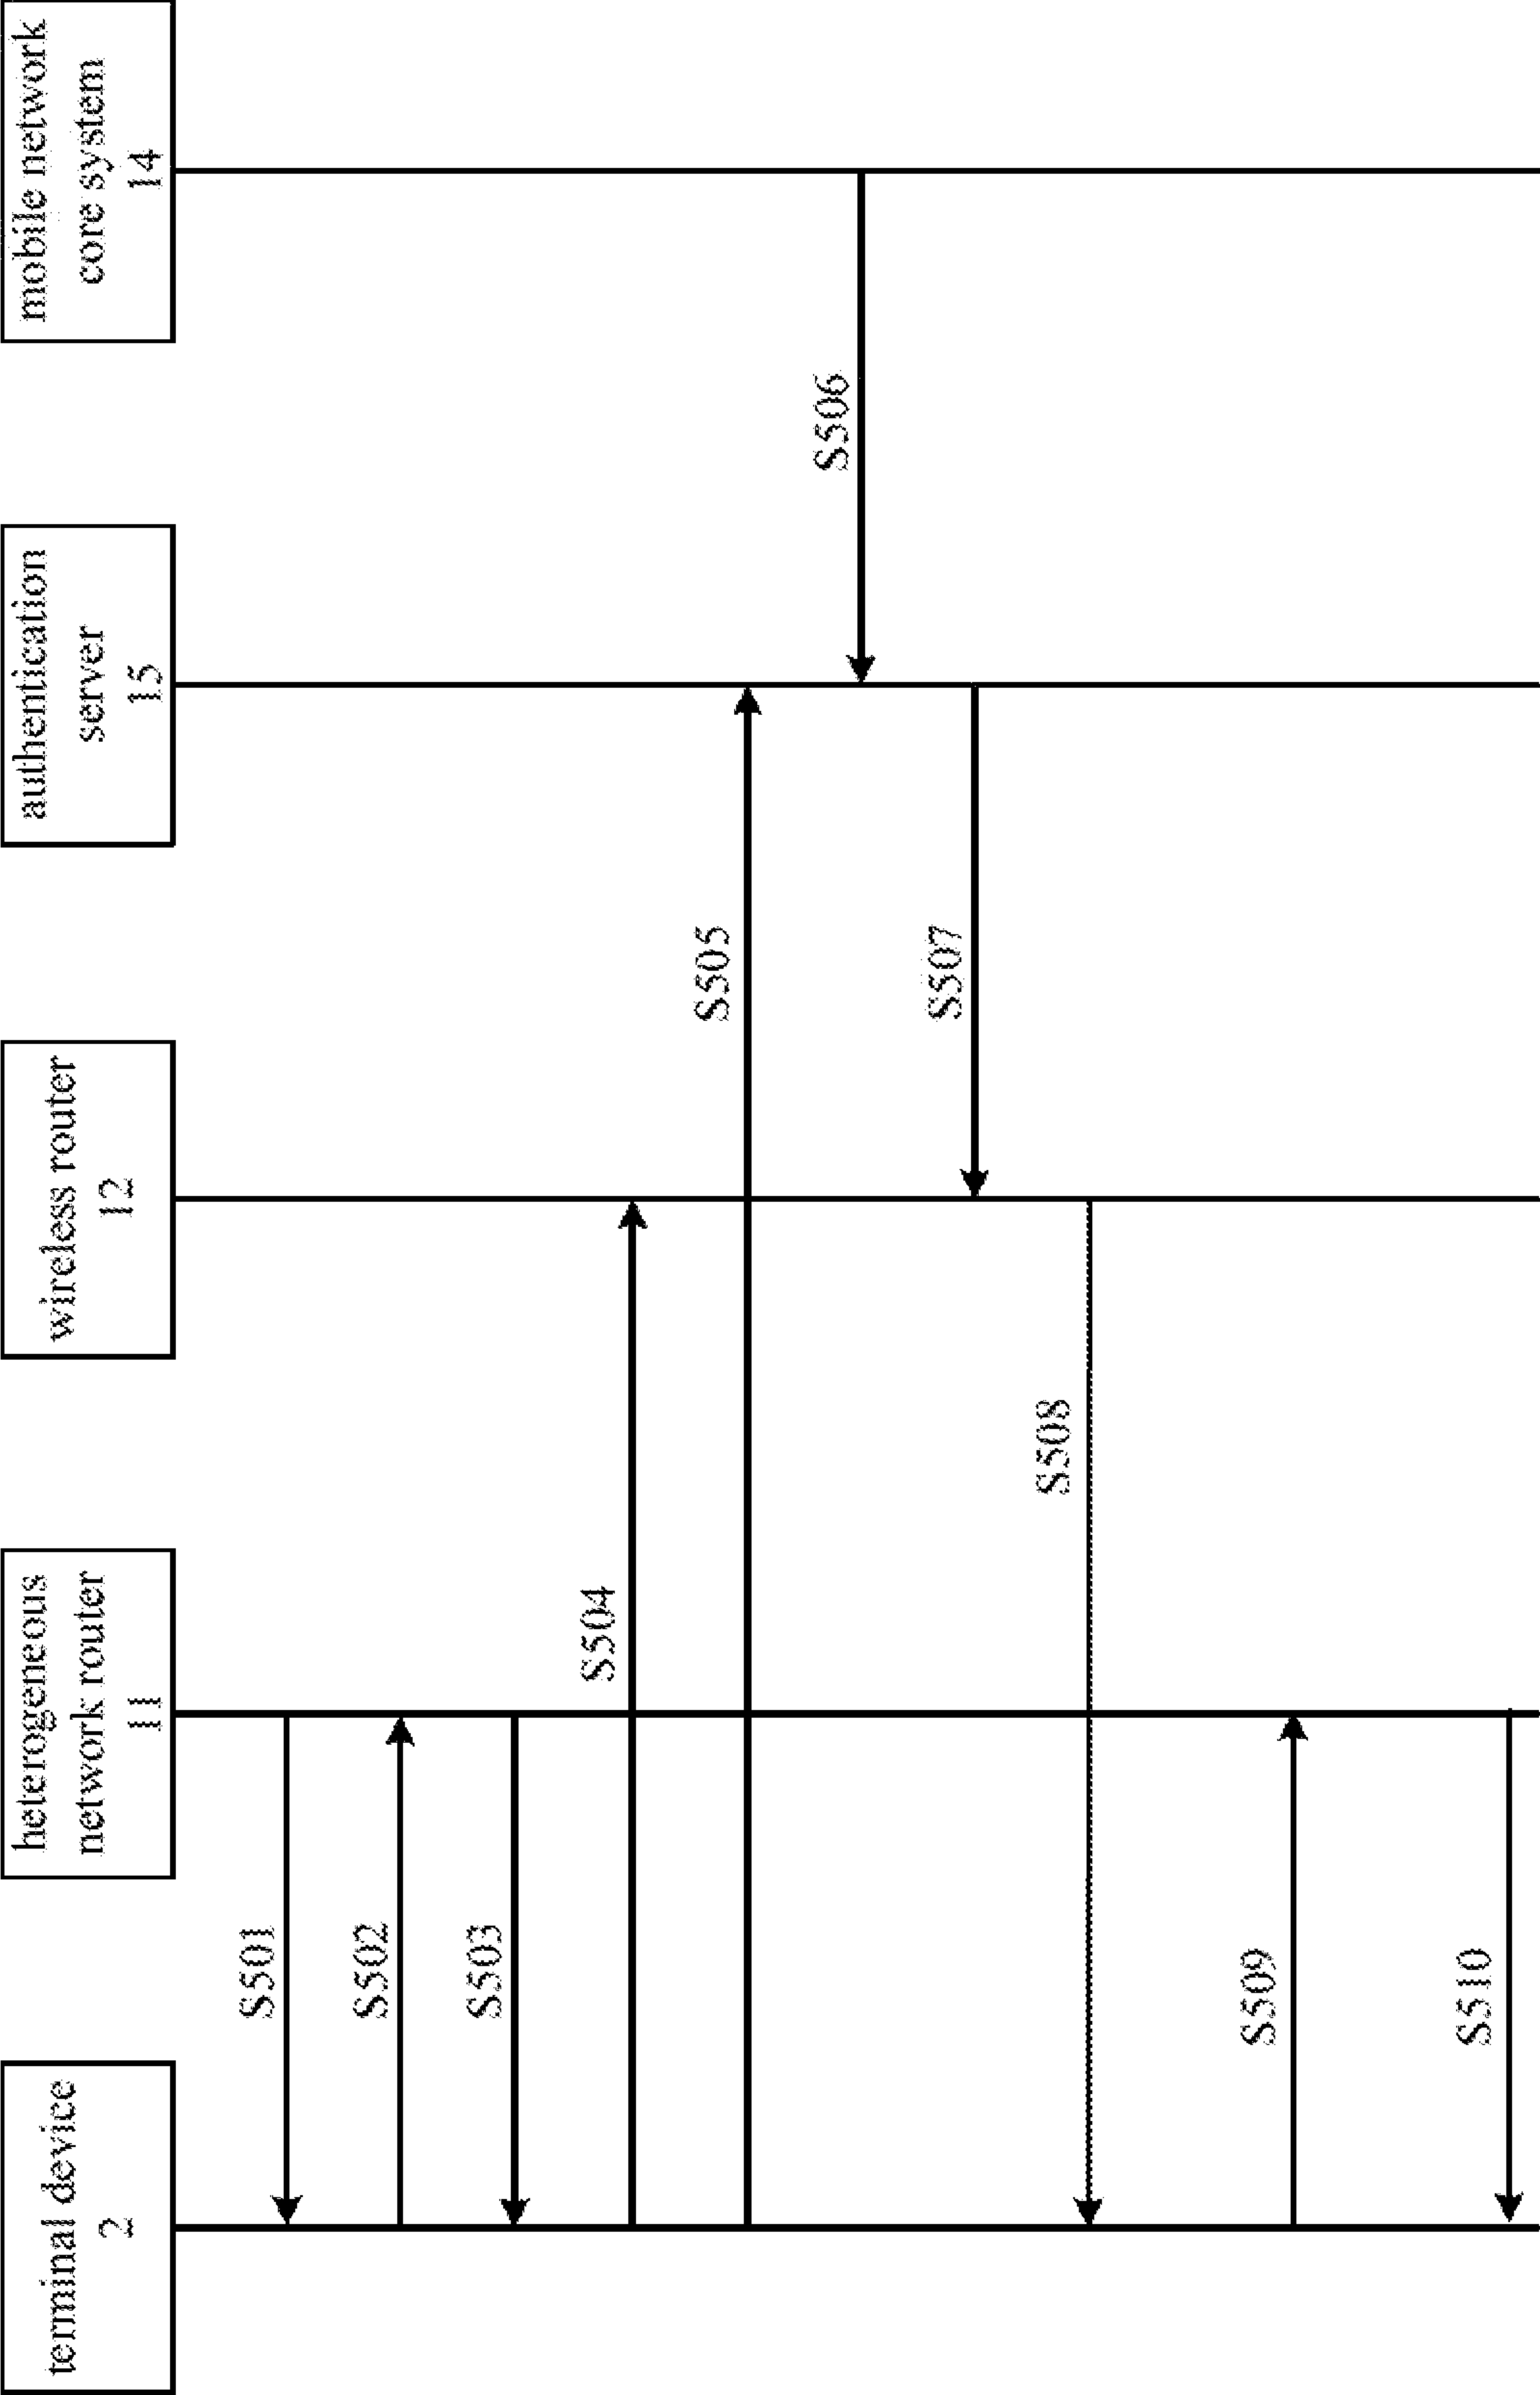 terminal device
2
heterogeneous
network router
11
wireless router
12
authentication
server
15
mobile network
core system
14
S501
S502
S503
S504
S505
S506
S507
S508
S509
S510